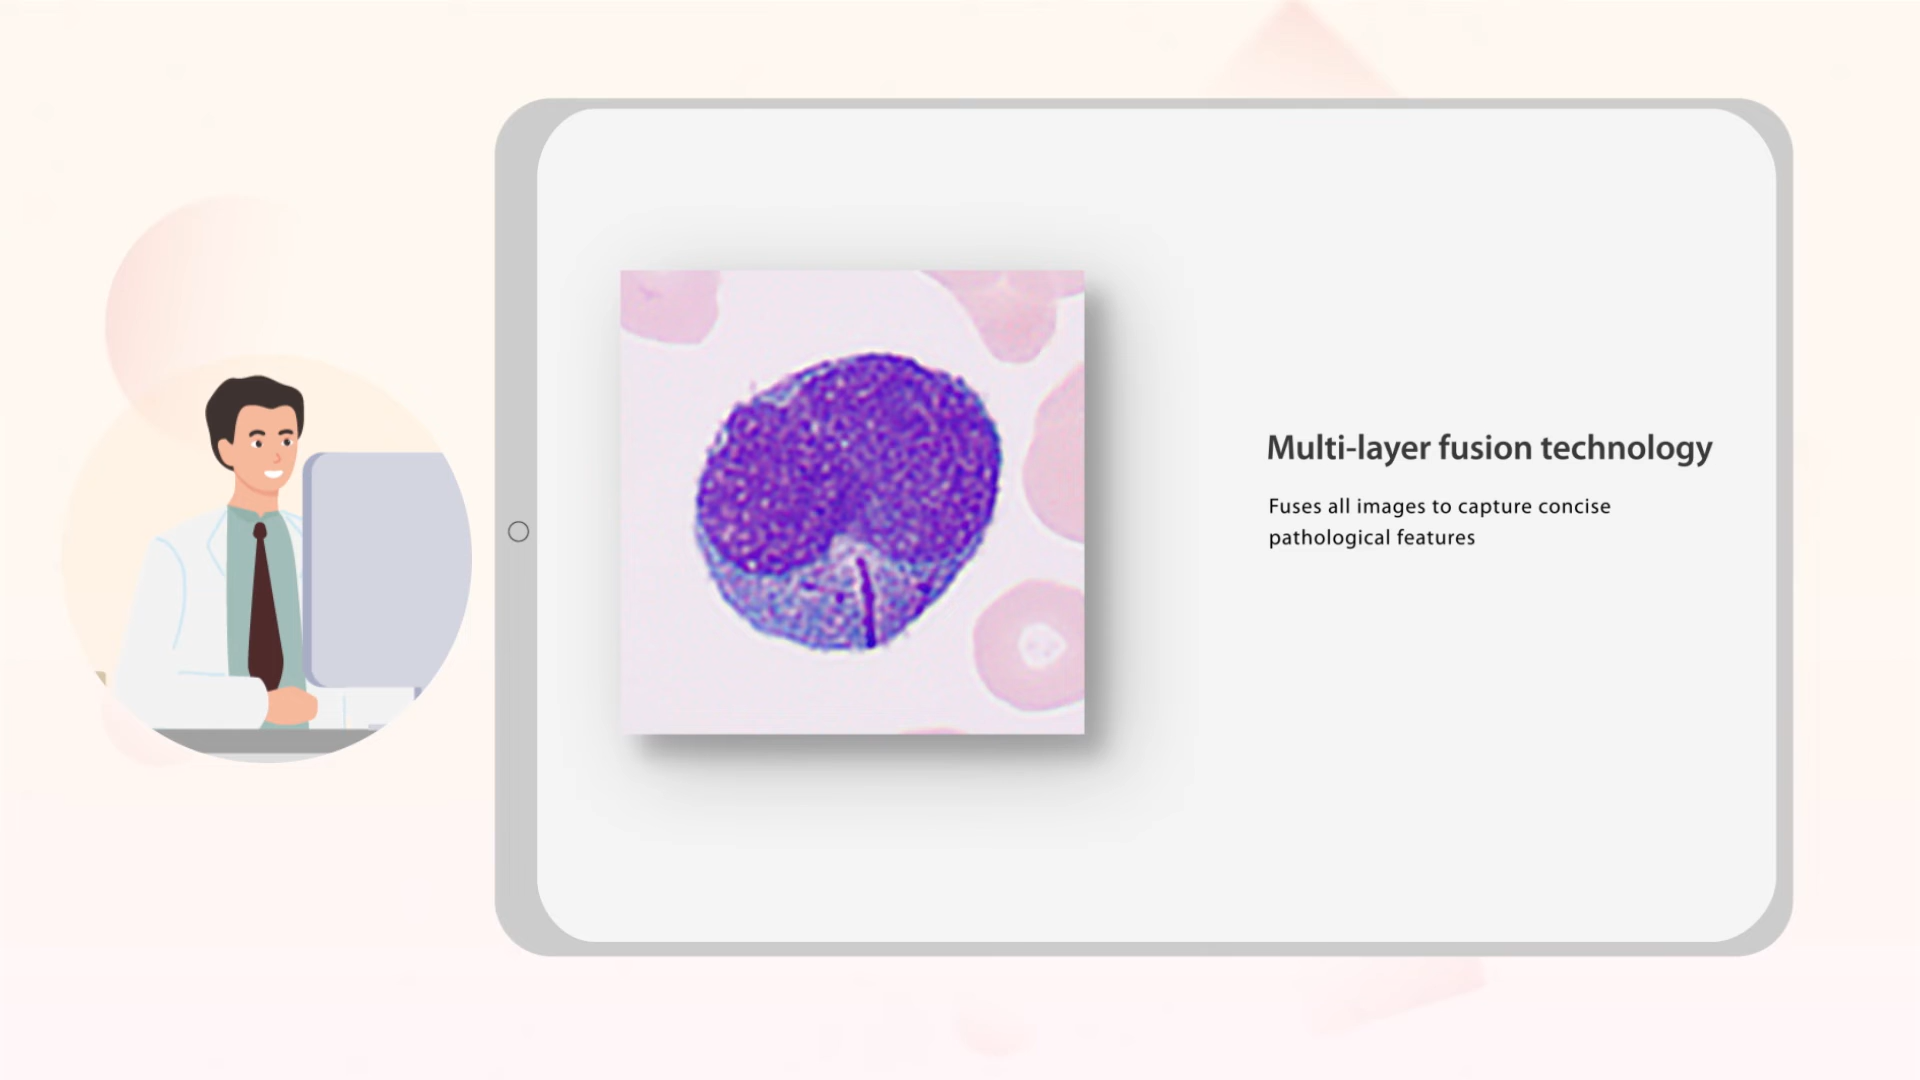 Multi-layer fusion technology
Fuses all images to capture concise
pathological features